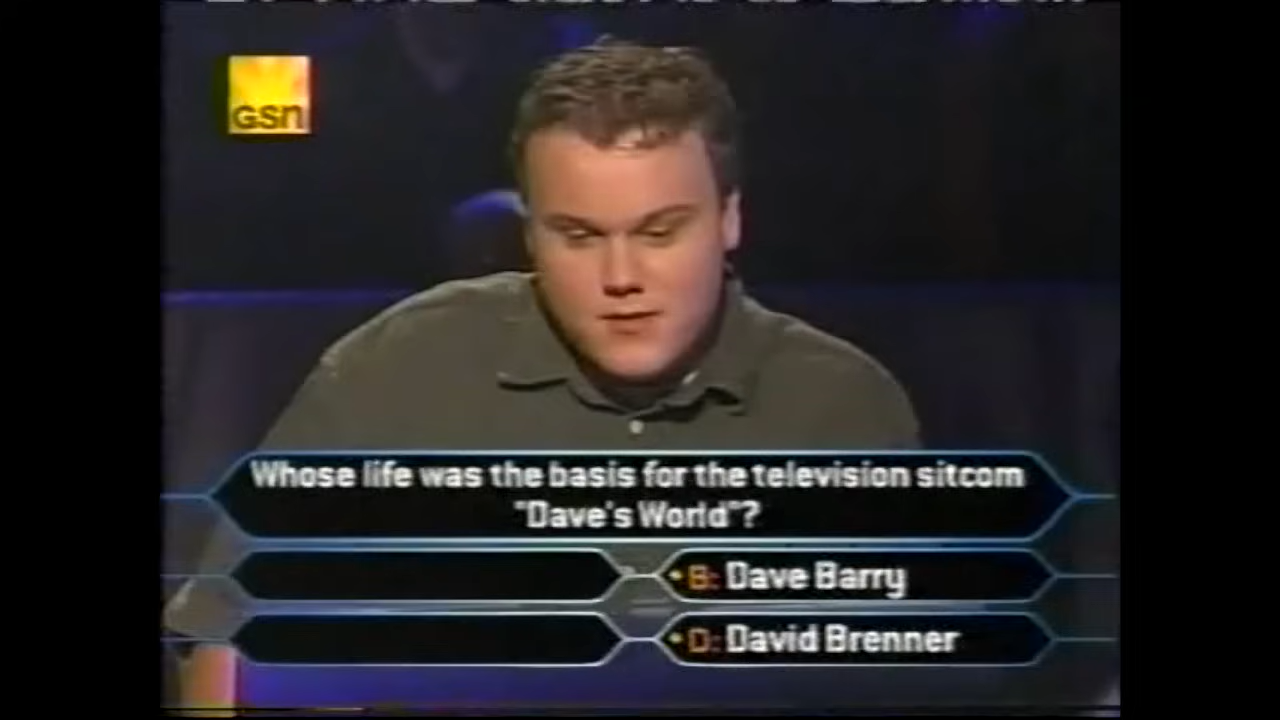 GSN
Whose life was the basis for the television sitcom
"Dave's World"?
B: Dave Barry
D: David Brenner